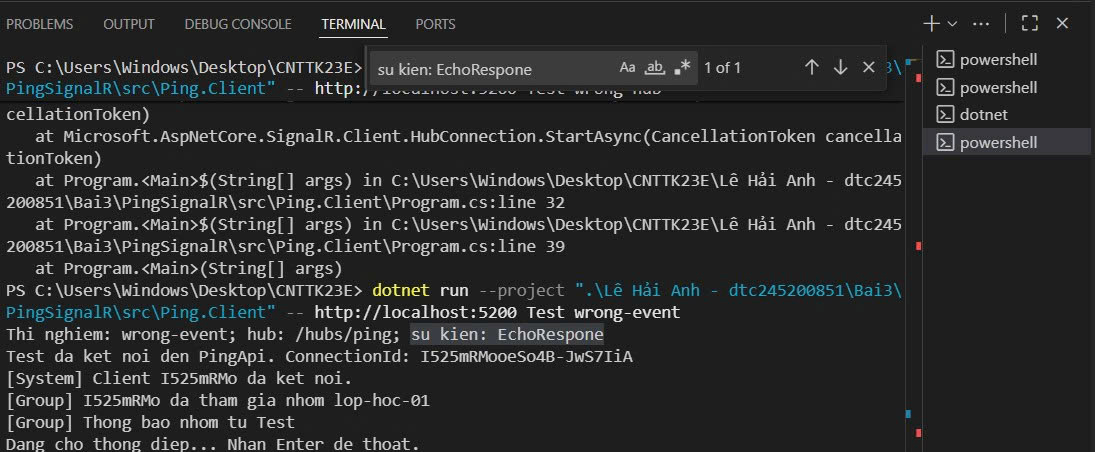 PROBLEMS OUTPUT DEBUG CONSOLE TERMINAL PORTS
su kien: EchoRespone Aa ab .* 1 of 1
powershell
powershell
dotnet
powershell
PS C:\Users\Windows\Desktop\CNTTK23E>
PingSignalR\src\Ping.Client" -- http://localhost:5200 Test wrong-hub
cellationToken)
at Microsoft.AspNetCore.SignalR.Client.HubConnection.StartAsync(CancellationToken cancella
tionToken)
at Program.<Main>$(String[] args) in C:\Users\Windows\Desktop\CNTTK23E\Lê Hải Anh - dtc245
200851\Bai3\PingSignalR\src\Ping.Client\Program.cs:line 32
at Program.<Main>$(String[] args) in C:\Users\Windows\Desktop\CNTTK23E\Lê Hải Anh - dtc245
200851\Bai3\PingSignalR\src\Ping.Client\Program.cs:line 39
at Program.<Main>(String[] args)
PS C:\Users\Windows\Desktop\CNTTK23E> dotnet run --project ".\Lê Hải Anh - dtc245200851\Bai3\
PingSignalR\src\Ping.Client" -- http://localhost:5200 Test wrong-event
Thi nghiem: wrong-event; hub: /hubs/ping; su kien: EchoRespone
Test da ket noi den PingApi. ConnectionId: I525mRMooeSo4B-JwS7IiA
[System] Client I525mRMo da ket noi.
[Group] I525mRMo da tham gia nhom lop-hoc-01
[Group] Thong bao nhom tu Test
Dang cho thong diep... Nhan Enter de thoat.